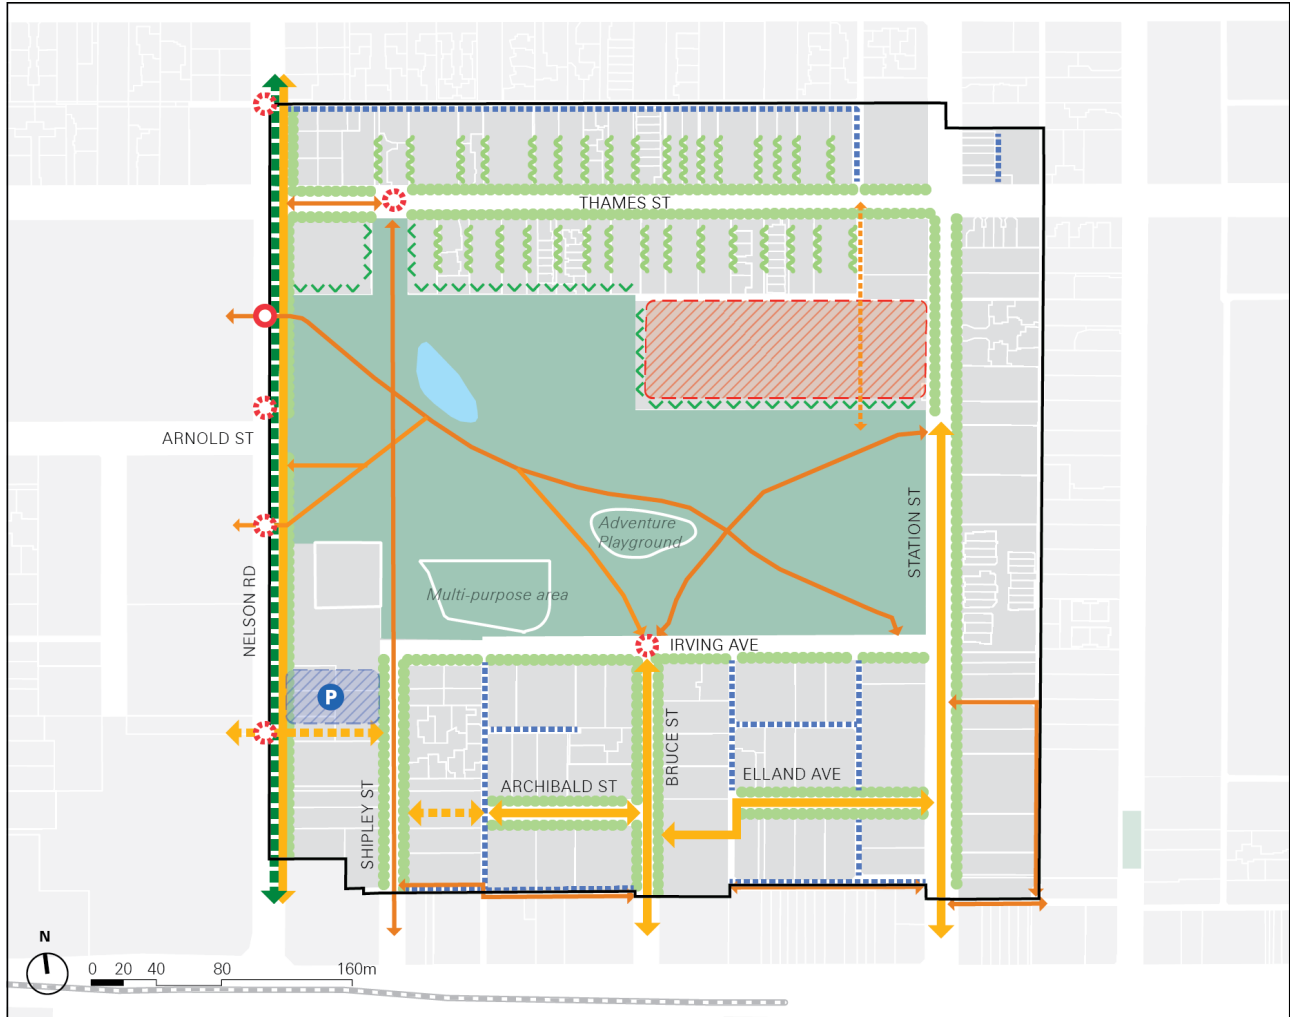 THAMES ST
ARNOLD ST
Adventure
Playground
STATION ST
NELSON RD
Multi-purpose area
IRVING AVE
P
BRUCE ST
ELLAND AVE
ARCHIBALD ST
SHIPLEY ST
N
0 20 40 80 160m